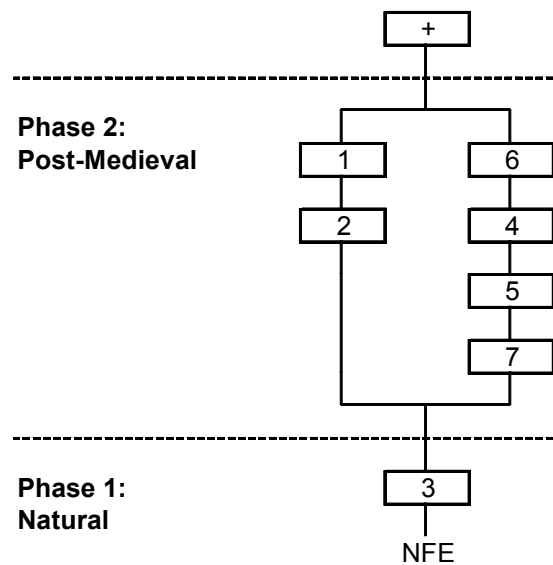 +
Phase 2:
Post-Medieval
1 6
2 4
5
7
Phase 1:
Natural
3
NFE